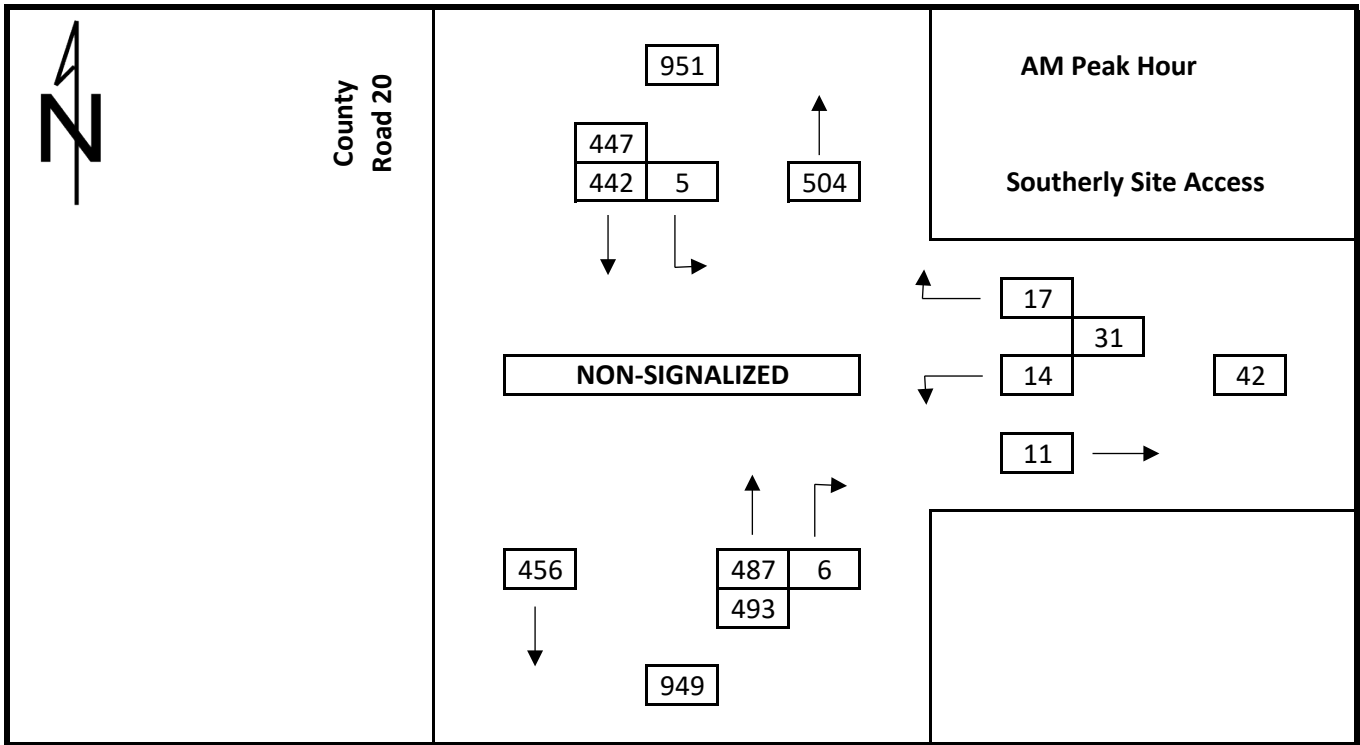 N
County
Road 20
951
AM Peak Hour
447
442 5 504
Southerly Site Access
17
31
NON-SIGNALIZED
14 42
11
456 487 6
493
949